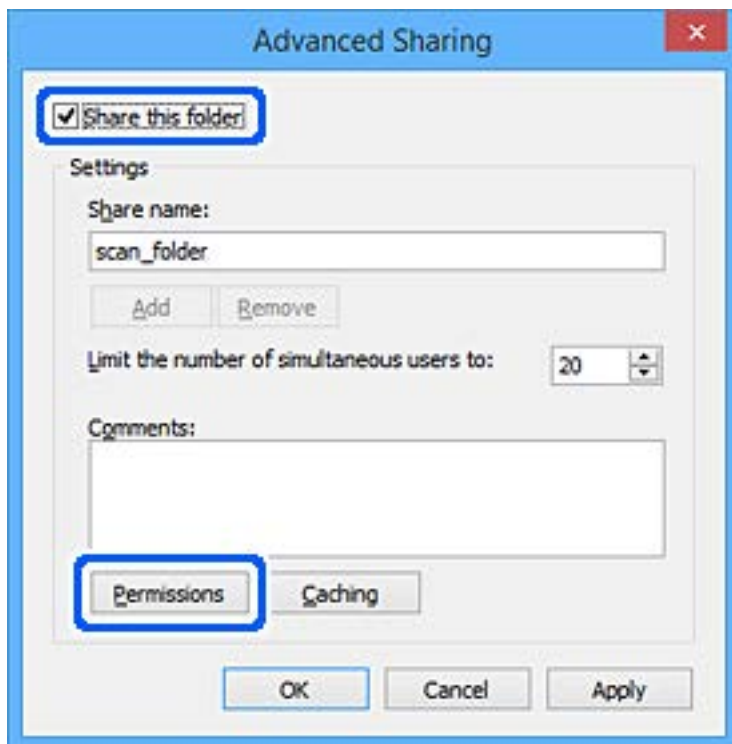 Advanced Sharing
Share this folder
Settings
Share name:
scan_folder
Add Remove
Limit the number of simultaneous users to: 20
Comments:
Permissions Caching
OK Cancel Apply